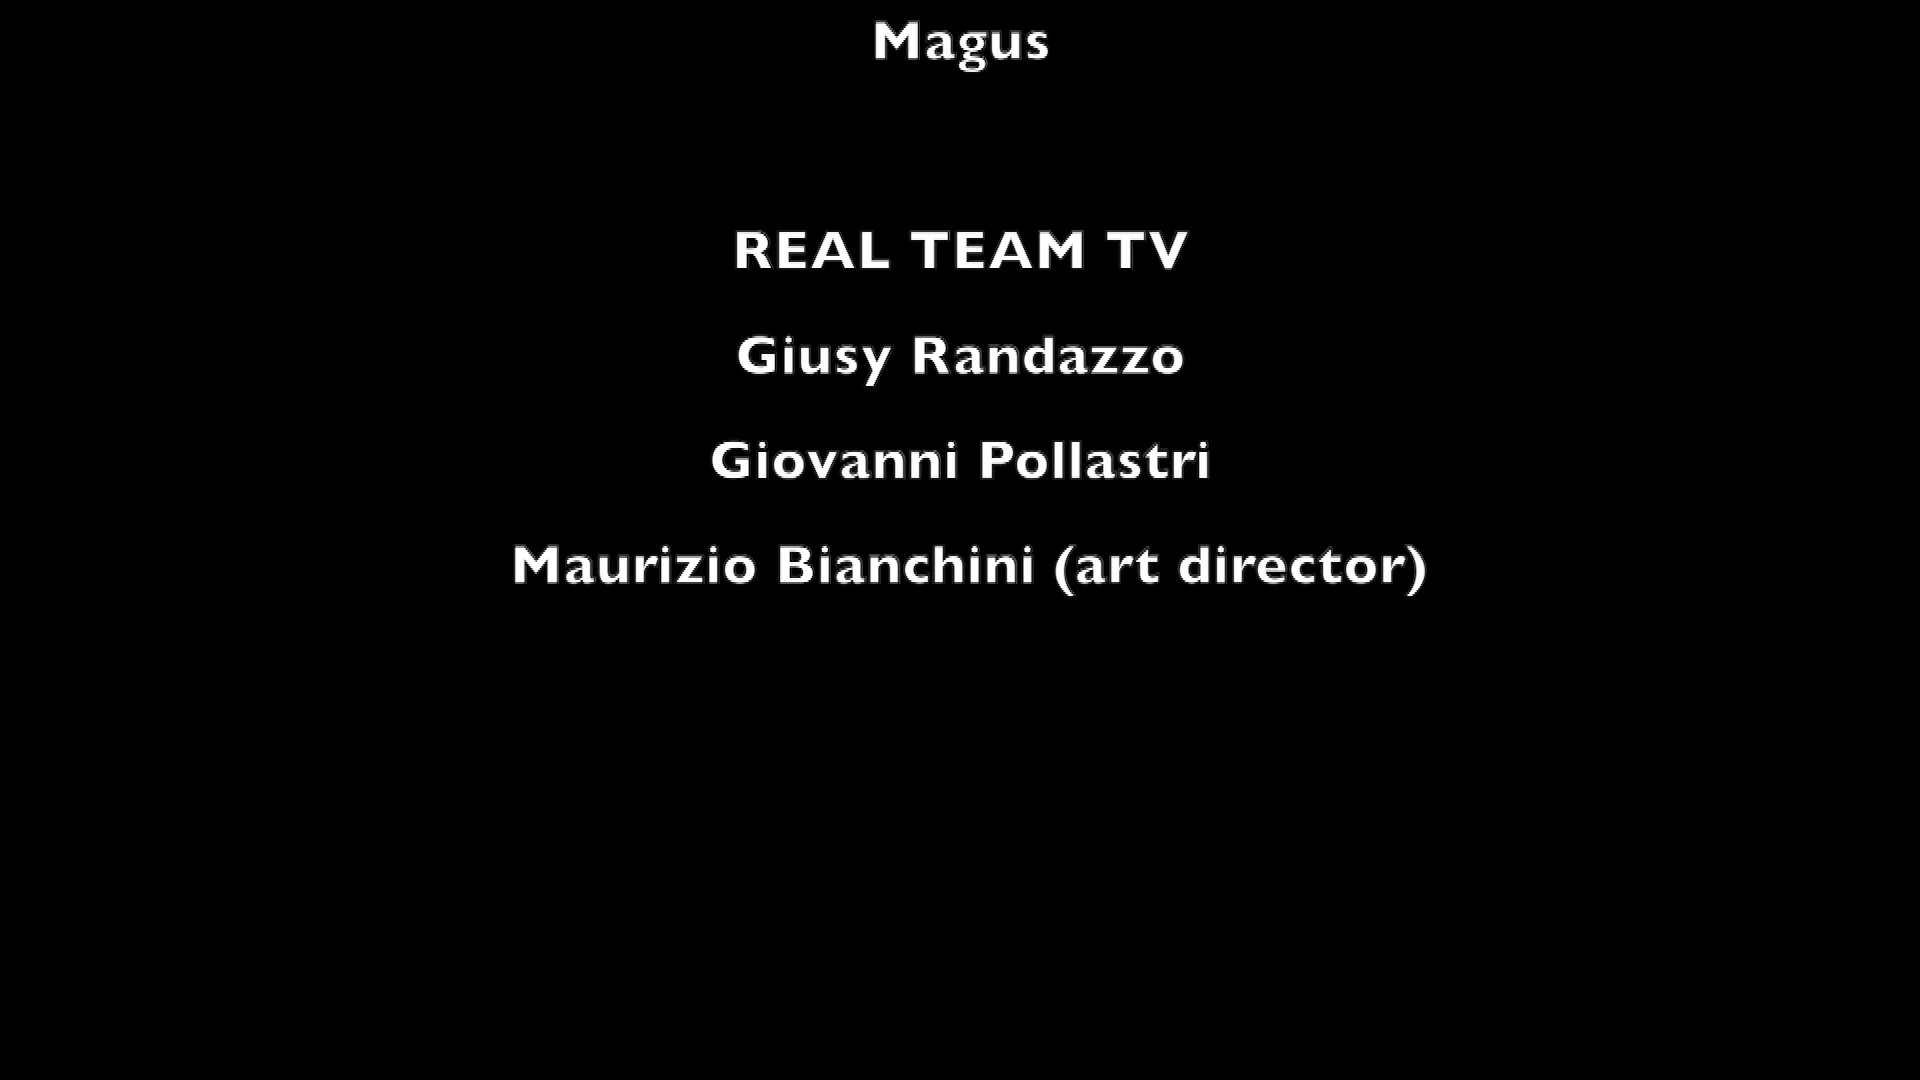 Magus
REAL TEAM TV
Giusy Randazzo
Giovanni Pollastri
Maurizio Bianchini (art director)